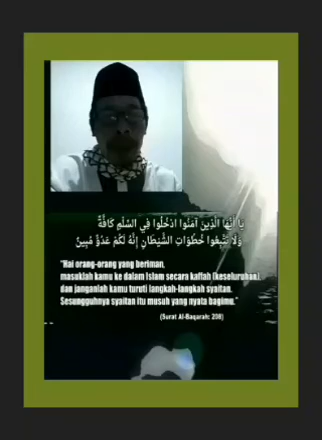 يَا أَيُّهَا الَّذِينَ آمَنُوا ادْخُلُوا فِي السِّلْمِ كَافَّةً
وَلَا تَتَّبِعُوا خُطُوَاتِ الشَّيْطَانِ إِنَّهُ لَكُمْ عَدُوٌّ مُبِينٌ
"Hai orang-orang yang beriman,
masuklah kamu ke dalam Islam secara kaffah (keseluruhan),
dan janganlah kamu turuti langkah-langkah syaitan.
Sesungguhnya syaitan itu musuh yang nyata bagimu."
(Surat Al-Baqarah: 208)